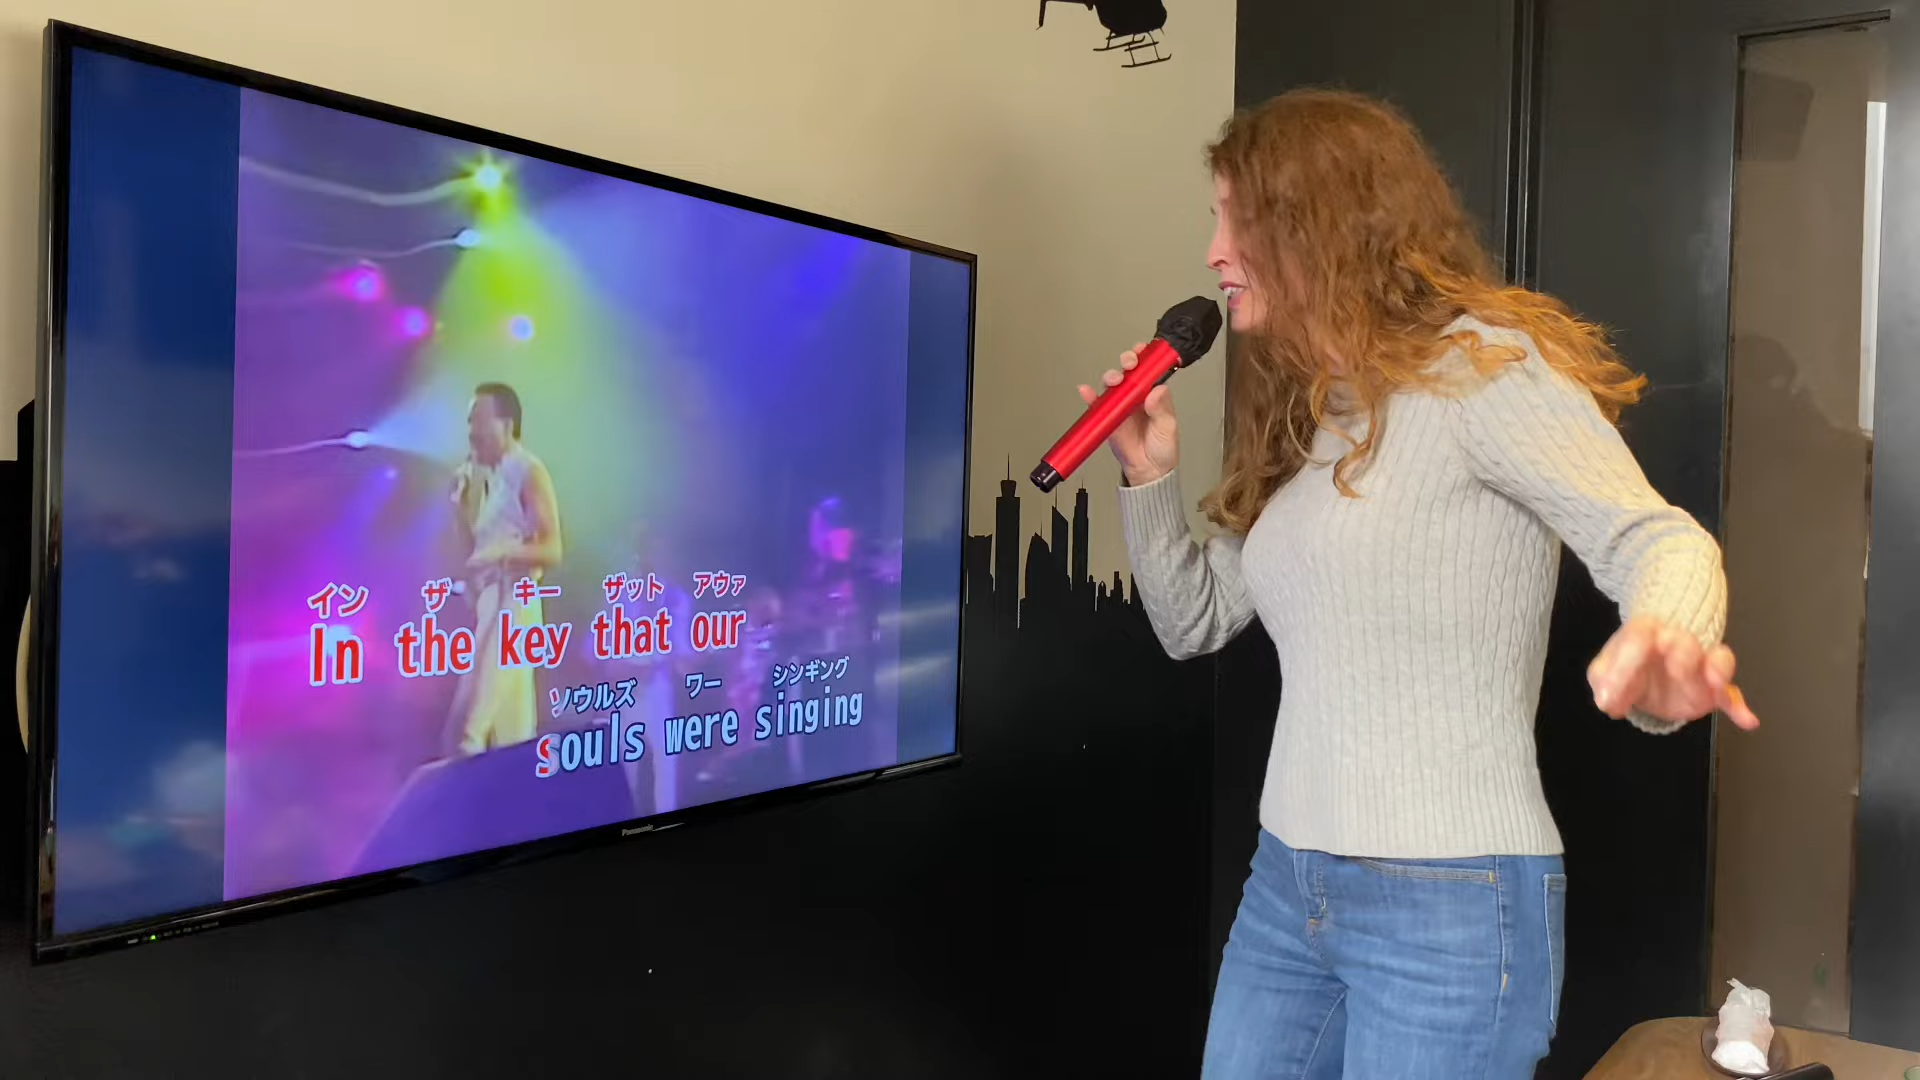 イン ザ キー ザット アウァ
In the key that our
ソウルズ ワー シンギング
souls were singing
Panasonic